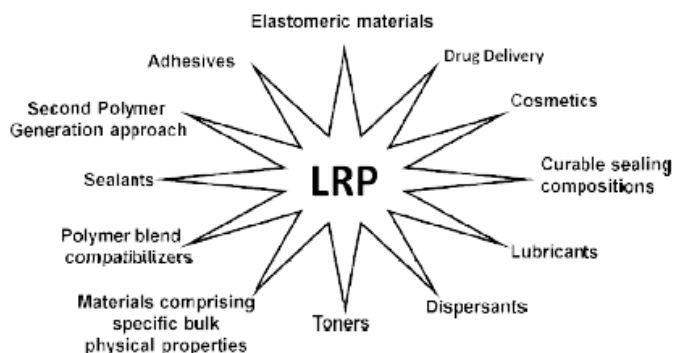 Elastomeric materials
Adhesives
Drug Delivery
Second Polymer
Generation approach
Cosmetics
Sealants
LRP
Curable sealing
compositions
Polymer blend
compatibilizers
Lubricants
Materials comprising
specific bulk
physical properties
Toners
Dispersants